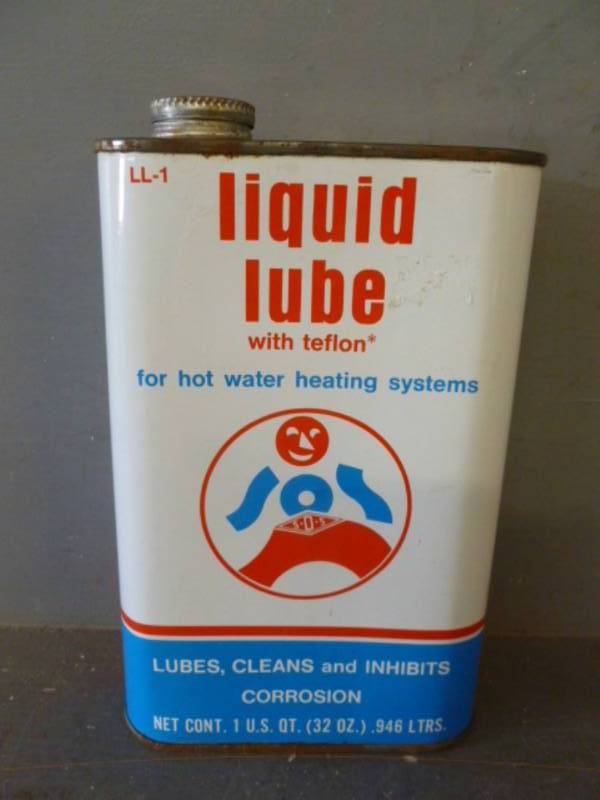 LL-1
liquid
lube
with teflon*
for hot water heating systems
SOS
S-O-S
LUBES, CLEANS and INHIBITS
CORROSION
NET CONT. 1 U.S. QT. (32 OZ.) .946 LTRS.